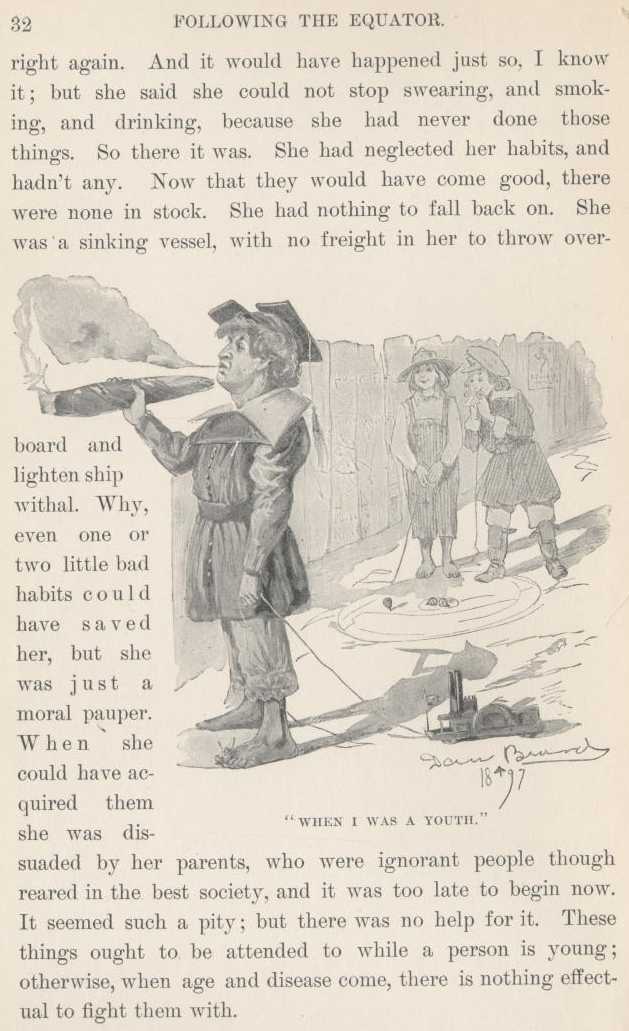 32
FOLLOWING THE EQUATOR.
right again. And it would have happened just so, I know
it; but she said she could not stop swearing, and smok-
ing, and drinking, because she had never done those
things. So there it was. She had neglected her habits, and
hadn't any. Now that they would have come good, there
were none in stock. She had nothing to fall back on. She
was a sinking vessel, with no freight in her to throw over-
board and
lighten ship
withal. Why,
even one or
two little bad
habits could
have saved
her, but she
was just a
moral pauper.
When she
could have ac-
quired them
she was dis-
Dan Beard
1897
"WHEN I WAS A YOUTH."
suaded by her parents, who were ignorant people though
reared in the best society, and it was too late to begin now.
It seemed such a pity; but there was no help for it. These
things ought to be attended to while a person is young;
otherwise, when age and disease come, there is nothing effect-
ual to fight them with.